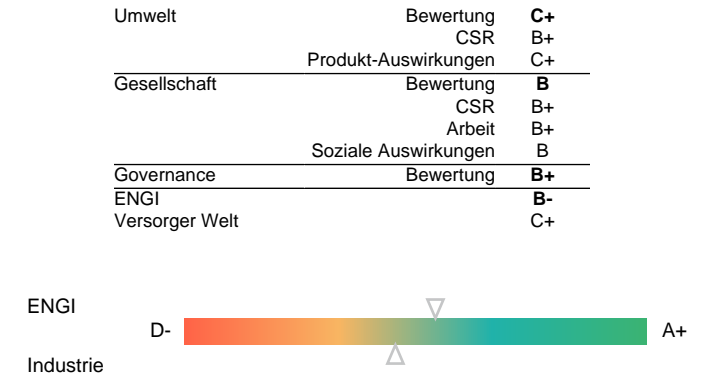 Umwelt Bewertung C+
CSR B+
Produkt-Auswirkungen C+
Gesellschaft Bewertung B
CSR B+
Arbeit B+
Soziale Auswirkungen B
Governance Bewertung B+
ENGI B-
Versorger Welt C+
ENGI
D- A+
Industrie